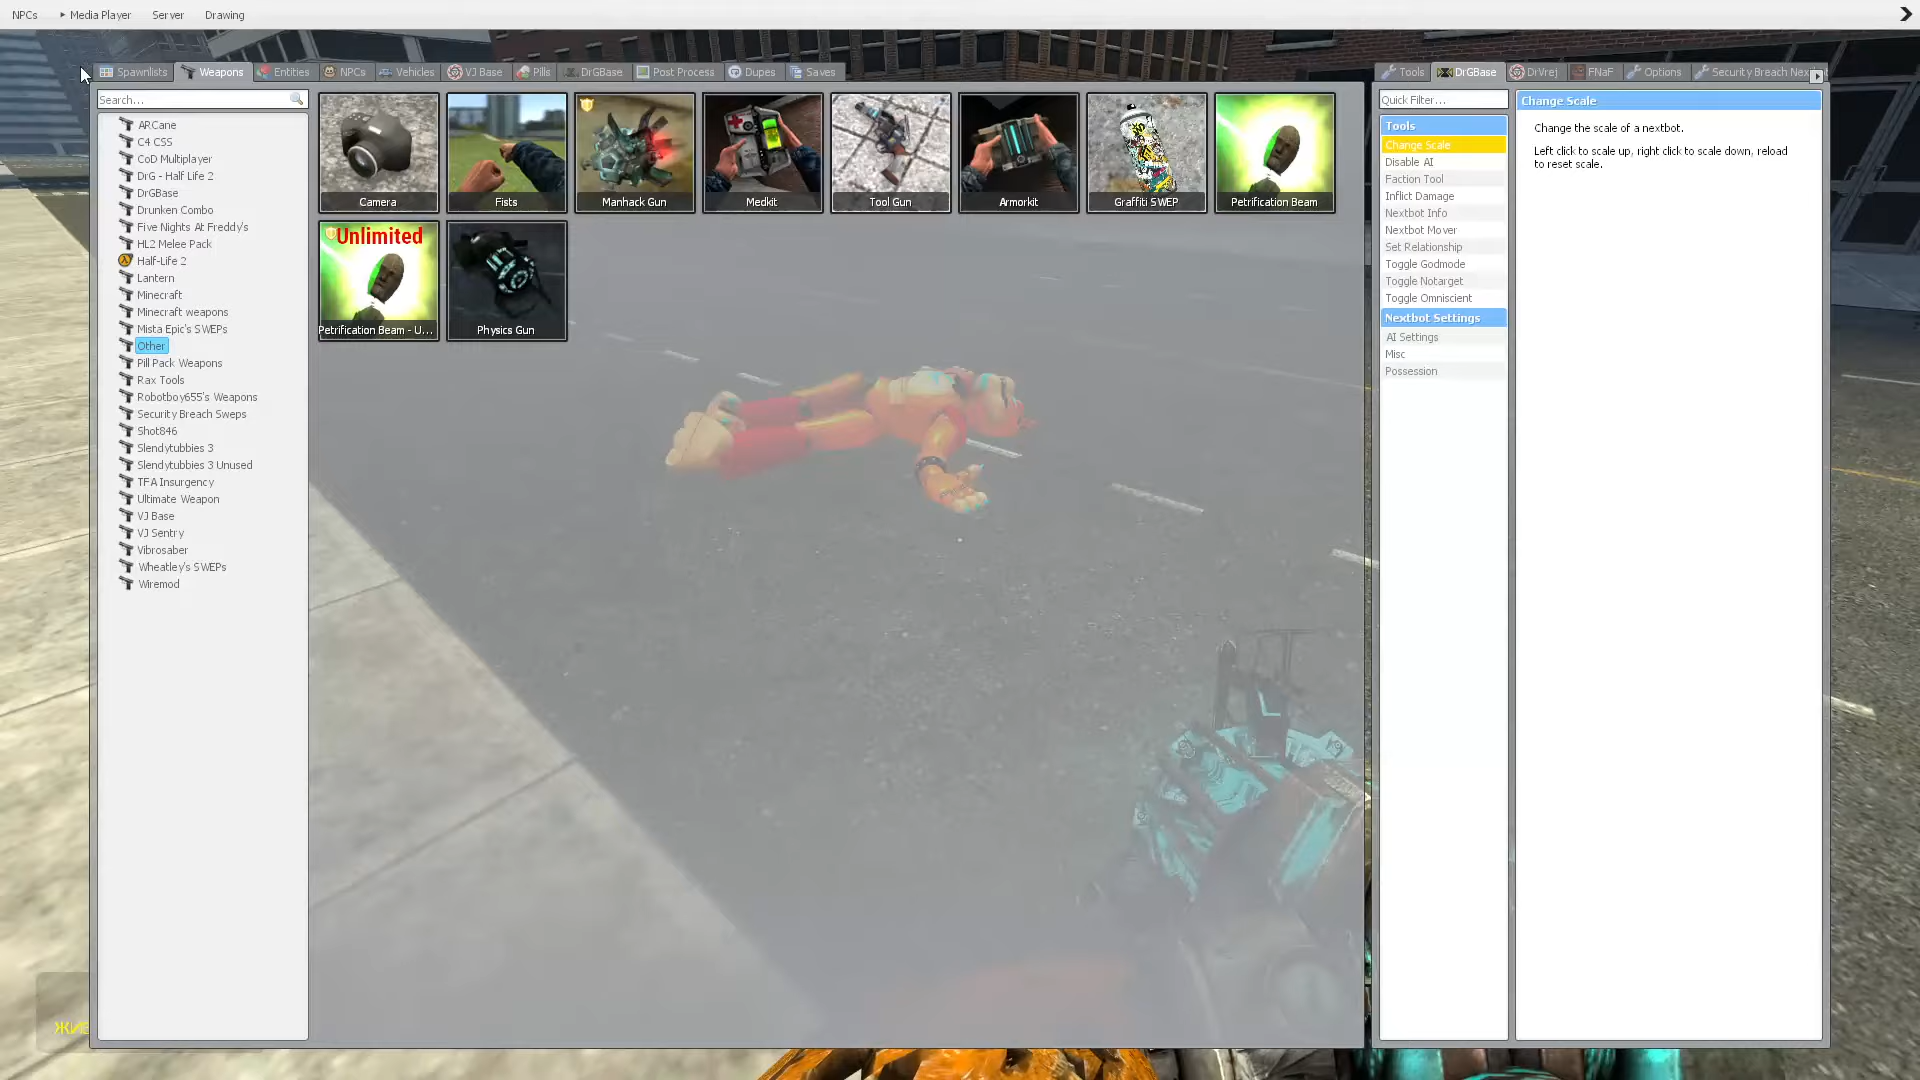 NPCs
Media Player
Server
Drawing
Spawnlists
Weapons
Entities
NPCs
Vehicles
VJ Base
Pills
DrGBase
Post Process
Dupes
Saves
Tools
DrGBase
DrVrej
FNaF
Options
Security Breach
Search...
ARCane
C4 CSS
CoD Multiplayer
DrG - Half Life 2
DrGBase
Drunken Combo
Five Nights At Freddy's
HL2 Melee Pack
Half-Life 2
Lantern
Minecraft
Minecraft weapons
Mista Epic's SWEPs
Other
Pill Pack Weapons
Rax Tools
Robotboy655's Weapons
Security Breach Sweps
Shot846
Slendytubbies 3
Slendytubbies 3 Unused
TFA Insurgency
Ultimate Weapon
VJ Base
VJ Sentry
Vibrosaber
Wheatley's SWEPs
Wiremod
Camera
Fists
Manhack Gun
Medkit
Tool Gun
Armorkit
Graffiti SWEP
Petrification Beam
Unlimited
Petrification Beam - U...
Physics Gun
Quick Filter...
Tools
Change Scale
Disable AI
Faction Tool
Inflict Damage
Nextbot Info
Nextbot Mover
Set Relationship
Toggle Godmode
Toggle Notarget
Toggle Omniscient
Nextbot Settings
AI Settings
Misc
Possession
Change Scale
Change the scale of a nextbot.
Left click to scale up, right click to scale down, reload
to reset scale.